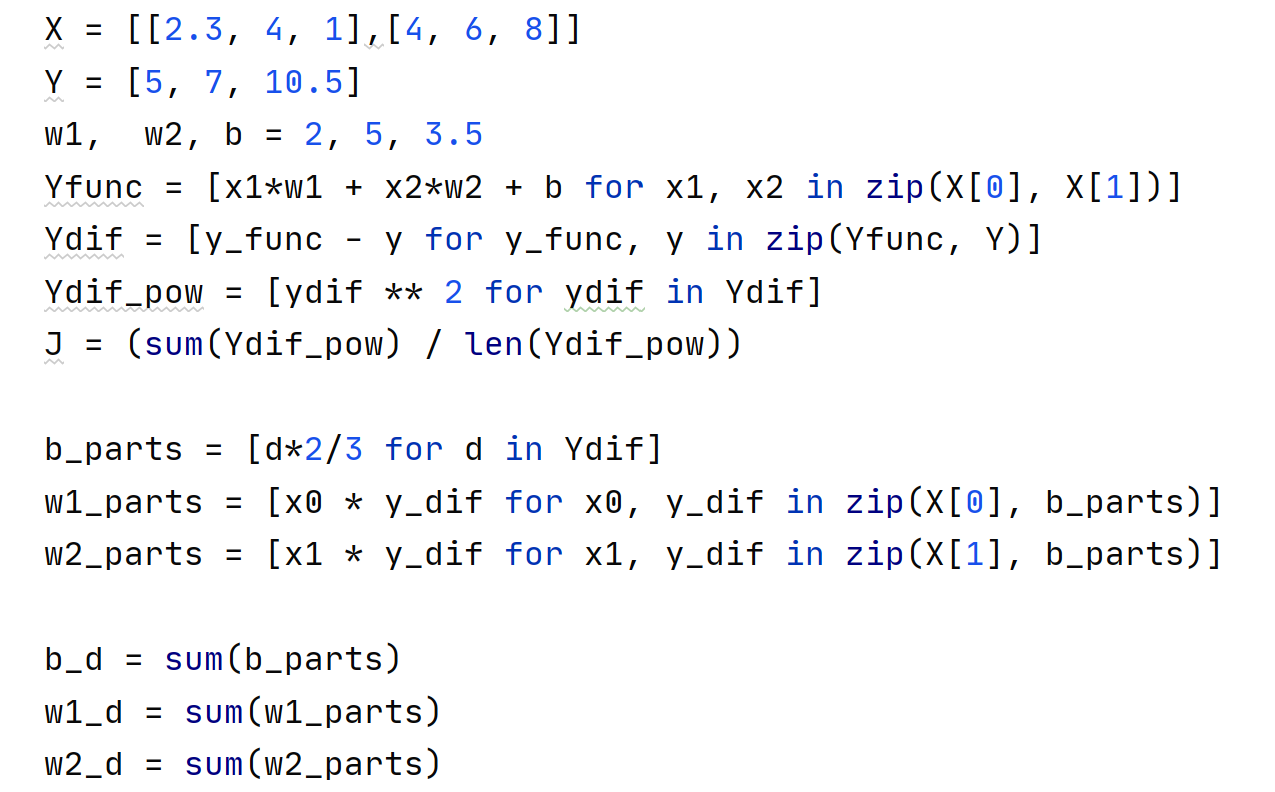 X = [[2.3, 4, 1],[4, 6, 8]]
Y = [5, 7, 10.5]
w1,  w2, b = 2, 5, 3.5
Yfunc = [x1*w1 + x2*w2 + b for x1, x2 in zip(X[0], X[1])]
Ydif = [y_func - y for y_func, y in zip(Yfunc, Y)]
Ydif_pow = [ydif ** 2 for ydif in Ydif]
J = (sum(Ydif_pow) / len(Ydif_pow))
b_parts = [d*2/3 for d in Ydif]
w1_parts = [x0 * y_dif for x0, y_dif in zip(X[0], b_parts)]
w2_parts = [x1 * y_dif for x1, y_dif in zip(X[1], b_parts)]
b_d = sum(b_parts)
w1_d = sum(w1_parts)
w2_d = sum(w2_parts)